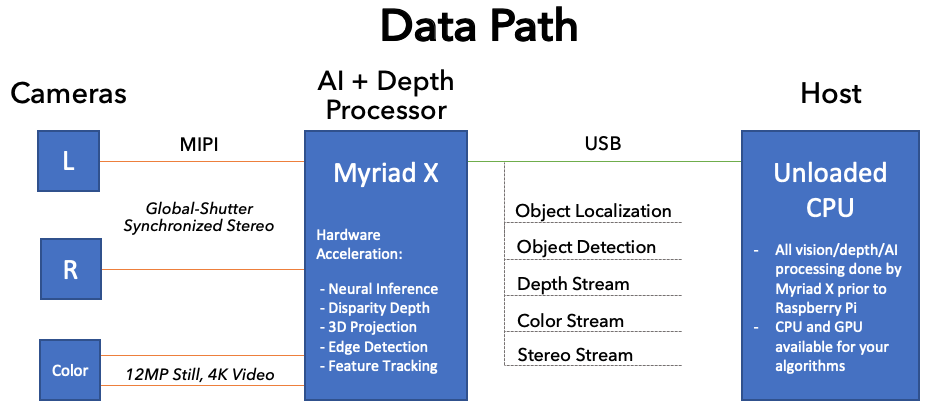 Data Path
Cameras
AI + Depth
Processor
Host
L
MIPI
Myriad X
USB
Unloaded
CPU
Global-Shutter
Synchronized Stereo
R
Hardware
Acceleration:
- Neural Inference
- Disparity Depth
- 3D Projection
- Edge Detection
- Feature Tracking
Object Localization
Object Detection
Depth Stream
Color Stream
Stereo Stream
- All vision/depth/AI
processing done by
Myriad X prior to
Raspberry Pi
- CPU and GPU
available for your
algorithms
Color
12MP Still, 4K Video